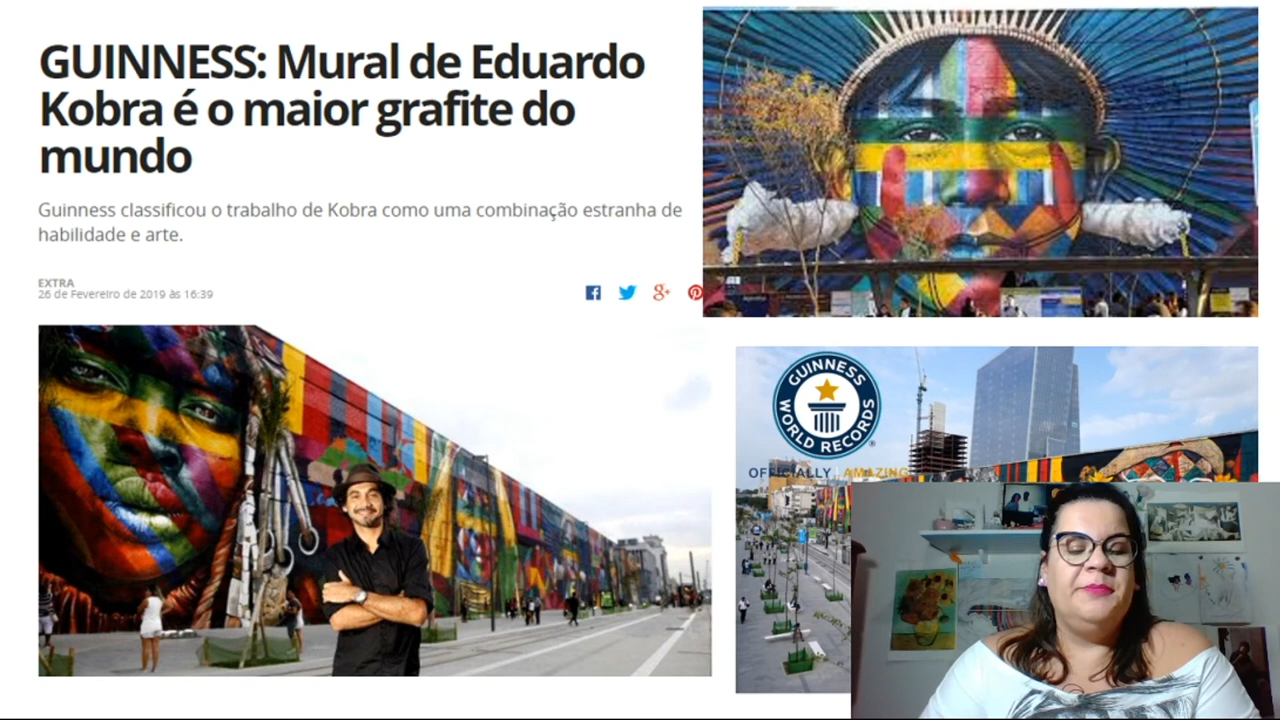 GUINNESS: Mural de Eduardo
Kobra é o maior grafite do
mundo
Guinness classificou o trabalho de Kobra como uma combinação estranha de
habilidade e arte.
EXTRA
26 de Fevereiro de 2019 às 16:39
GUINNESS
WORLD RECORDS
OFFICIALLY AMAZING